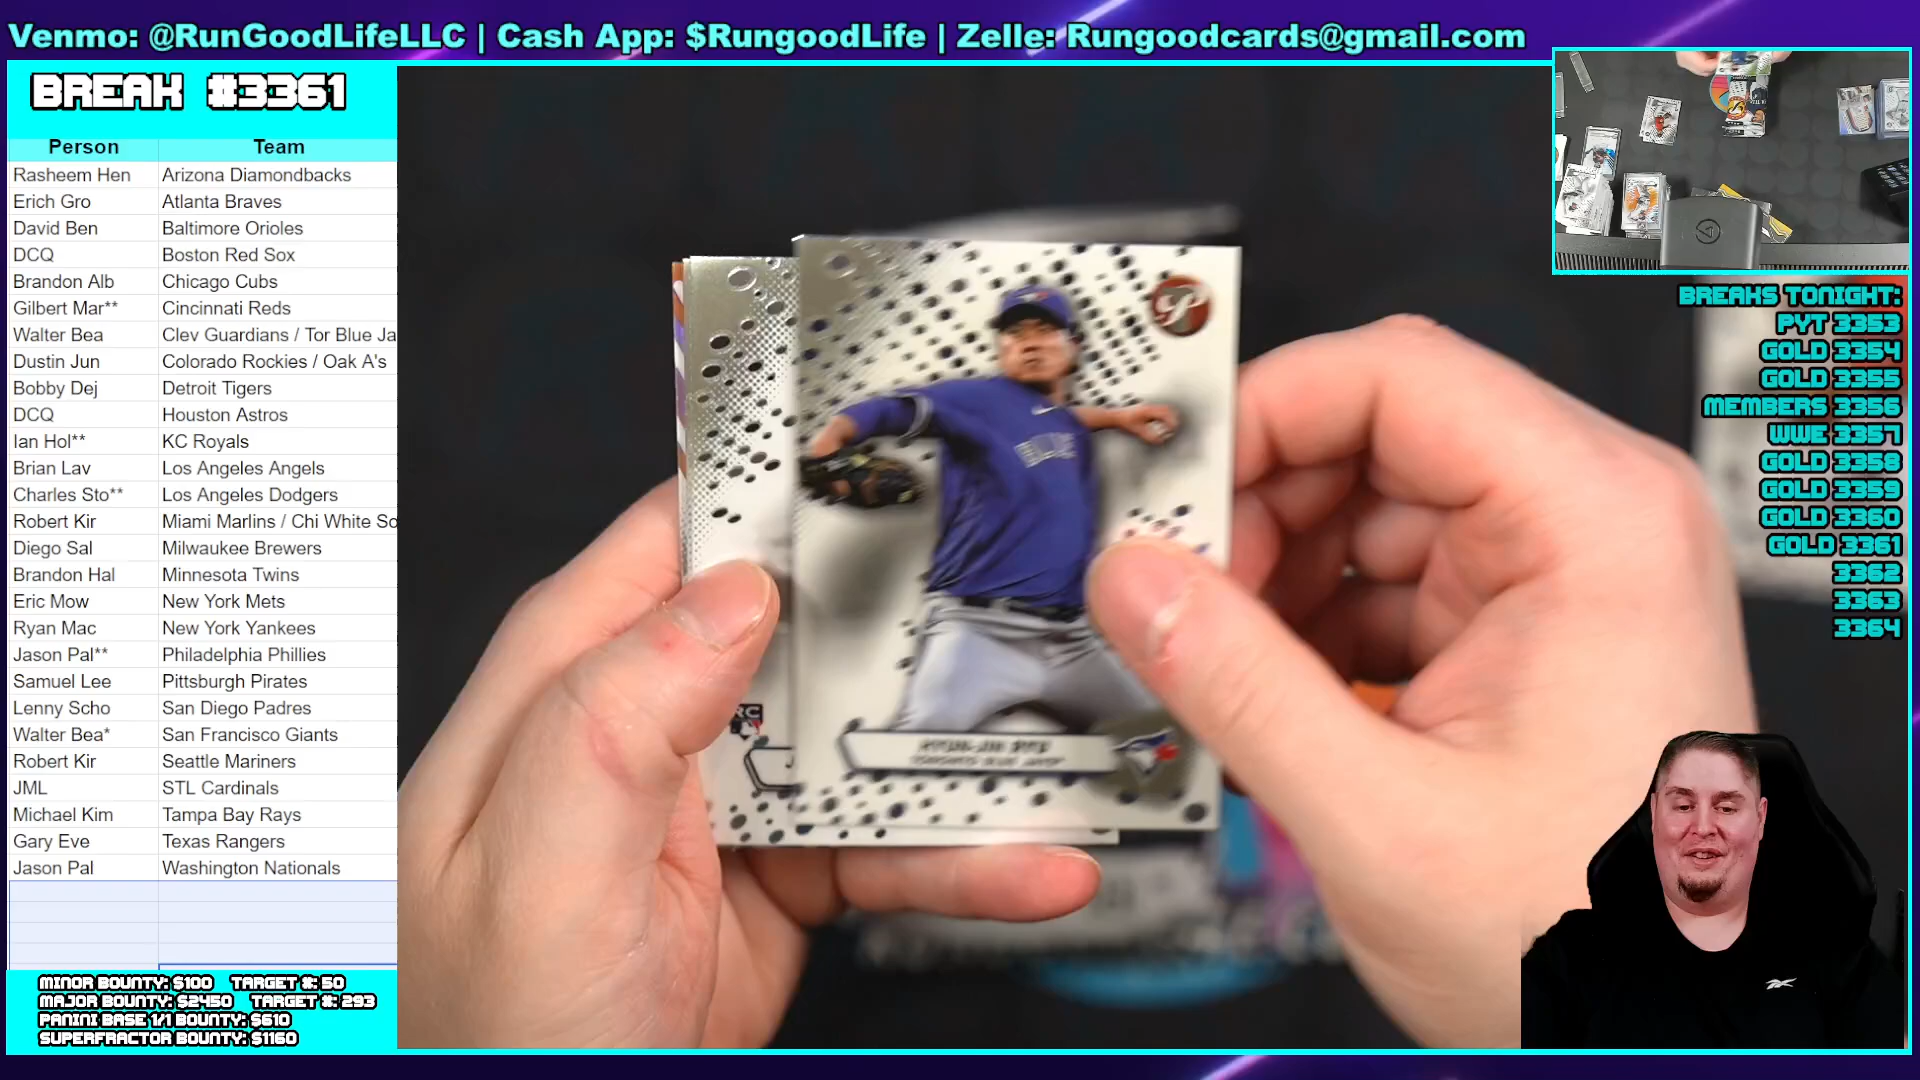 Venmo: @RunGoodLifeLLC | Cash App: $RungoodLife | Zelle: Rungoodcards@gmail.com
BREAK #3361
Person Team
Rasheem Hen Arizona Diamondbacks
Erich Gro Atlanta Braves
David Ben Baltimore Orioles
DCQ Boston Red Sox
Brandon Alb Chicago Cubs
Gilbert Mar** Cincinnati Reds
Walter Bea Clev Guardians / Tor Blue Ja
Dustin Jun Colorado Rockies / Oak A's
Bobby Dej Detroit Tigers
DCQ Houston Astros
Ian Hol** KC Royals
Brian Lav Los Angeles Angels
Charles Sto** Los Angeles Dodgers
Robert Kir Miami Marlins / Chi White So
Diego Sal Milwaukee Brewers
Brandon Hal Minnesota Twins
Eric Mow New York Mets
Ryan Mac New York Yankees
Jason Pal** Philadelphia Phillies
Samuel Lee Pittsburgh Pirates
Lenny Scho San Diego Padres
Walter Bea* San Francisco Giants
Robert Kir Seattle Mariners
JML STL Cardinals
Michael Kim Tampa Bay Rays
Gary Eve Texas Rangers
Jason Pal Washington Nationals
MINOR BOUNTY: $100 TARGET #: 50
MAJOR BOUNTY: $2450 TARGET #: 293
PANINI BASE 1/1 BOUNTY: $610
SUPERFRACTOR BOUNTY: $1160
RC
HYUN-JIN RYU
TORONTO BLUE JAYS
BREAKS TONIGHT:
PYT 3353
GOLD 3354
GOLD 3355
MEMBERS 3356
WWE 3357
GOLD 3358
GOLD 3359
GOLD 3360
GOLD 3361
3362
3363
3364